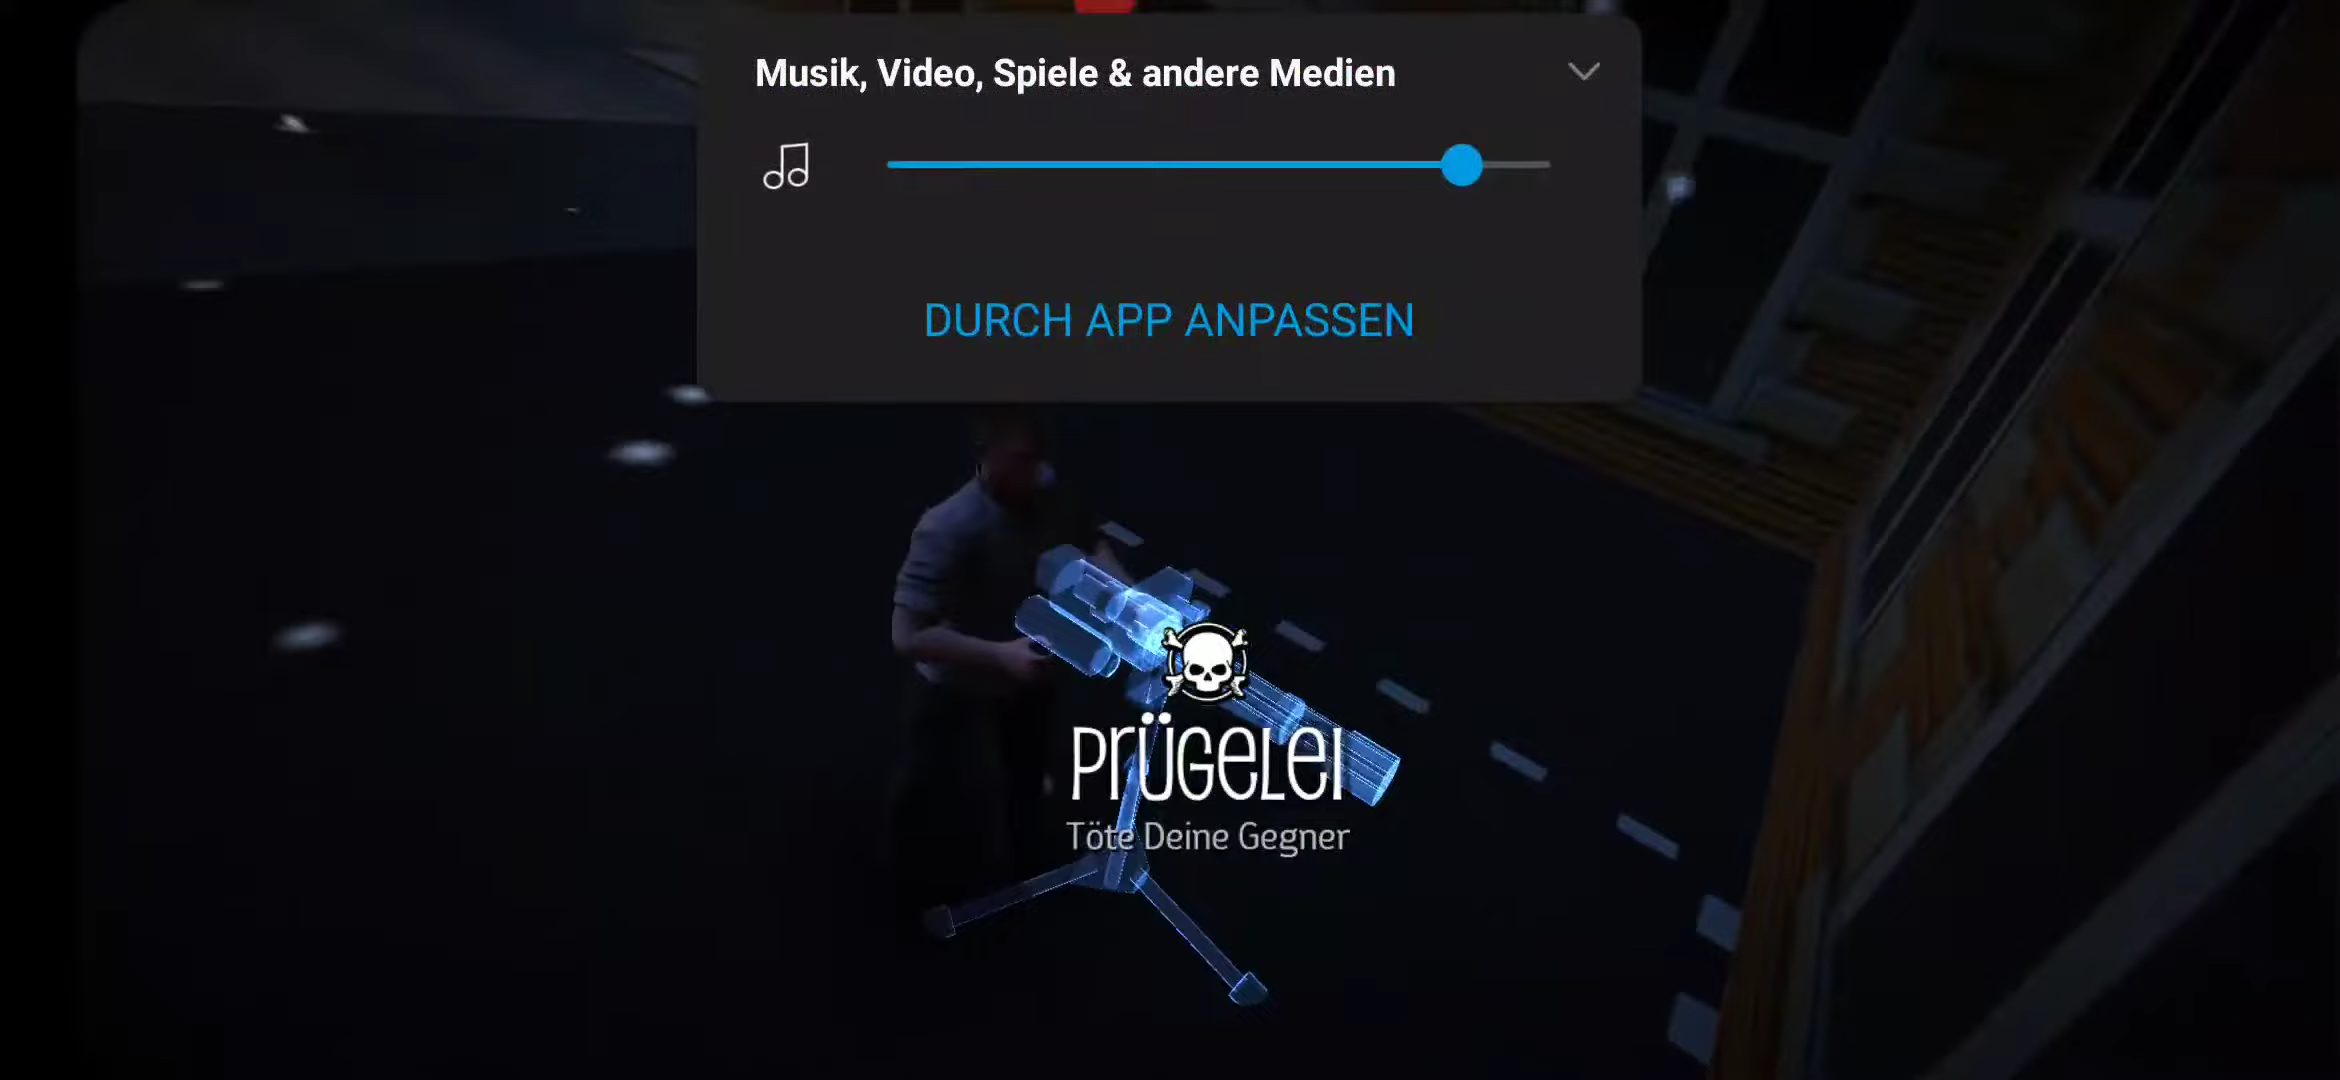 Musik, Video, Spiele & andere Medien
DURCH APP ANPASSEN
PRÜGELEI
Töte Deine Gegner